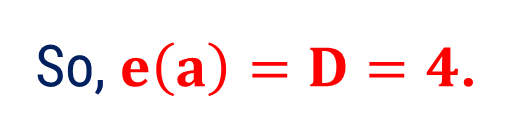 So, e(a) = D = 4.